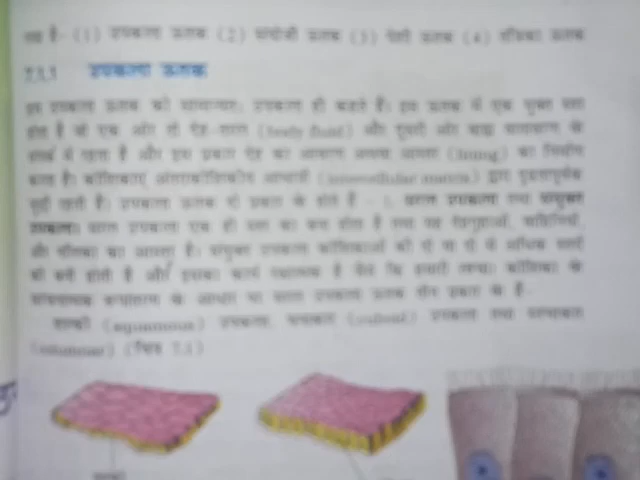 हैं- (1) उपकला ऊतक (2) संयोजी ऊतक (3) पेशी ऊतक (4) तंत्रिका ऊतक
7.1.1 उपकला ऊतक
हम उपकला ऊतक को सामान्यतः उपकला ही कहते हैं। इस ऊतक में एक मुक्त स्तर
होता है जो एक ओर तो देह-तरल (body fluid) और दूसरी ओर बाह्य वातावरण के
संपर्क में रहता है और इस प्रकार देह का आवरण अथवा आस्तर (lining) का निर्माण
करता है। कोशिकाएं अंतराकोशिकीय आधात्री (intercellular matrix) द्वारा दृढ़तापूर्वक
जुड़ी रहती हैं। उपकला ऊतक दो प्रकार के होते हैं - 1. सरल उपकला तथा संयुक्त
उपकला। सरल उपकला एक ही स्तर का बना होता है तथा यह देहगुहाओं, वाहिनियों,
और नलिका का आस्तर है। संयुक्त उपकला कोशिकाओं की दो या दो से अधिक स्तरों
की बनी होती है और इसका कार्य रक्षात्मक है जैसे कि हमारी त्वचा। कोशिका के
संरचनात्मक रूपांतरण के आधार पर सरल उपकला ऊतक तीन प्रकार के हैं-
शल्की (squamous) उपकला, घनाकार (cuboid) उपकला तथा स्तंभाकार
(columnar) (चित्र 7.1)